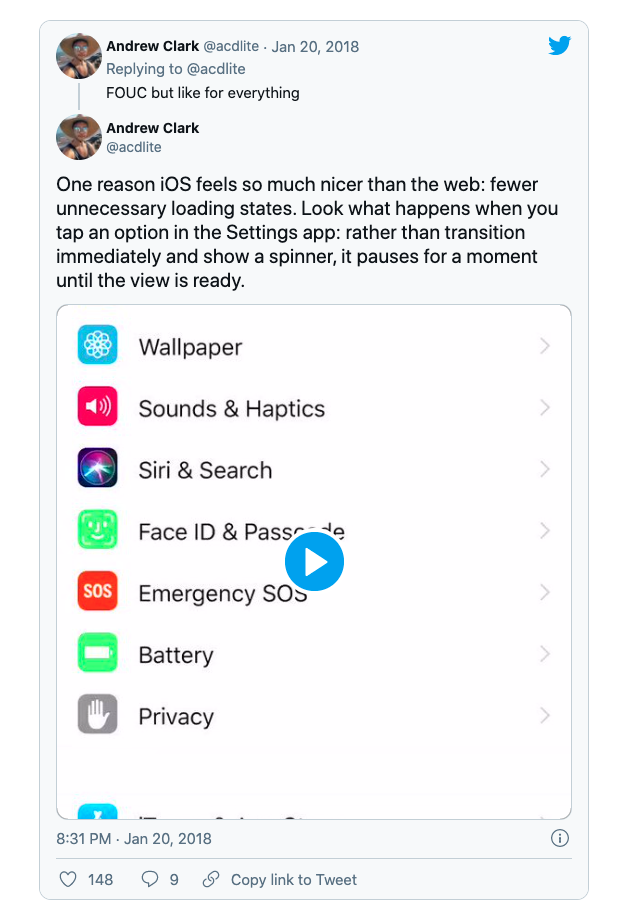 Andrew Clark @acdlite · Jan 20, 2018
Replying to @acdlite
FOUC but like for everything
Andrew Clark
@acdlite
One reason iOS feels so much nicer than the web: fewer
unnecessary loading states. Look what happens when you
tap an option in the Settings app: rather than transition
immediately and show a spinner, it pauses for a moment
until the view is ready.
Wallpaper
Sounds & Haptics
Siri & Search
Face ID & Passcode
SOS Emergency SOS
Battery
Privacy
8:31 PM · Jan 20, 2018
148 9 Copy link to Tweet